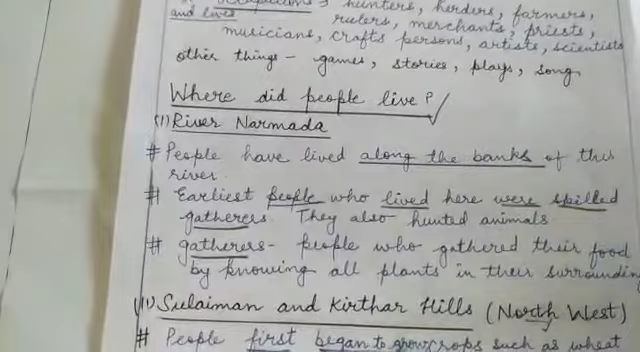 occupations → hunters, herders, farmers,
and lives rulers, merchants, priests,
musicians, crafts persons, artists, scientists
other things - games, stories, plays, song
Where did people live?
(i) River Narmada
# People have lived along the banks of this
river.
# Earliest people who lived here were spilled
gatherers. They also hunted animals
# gatherers - people who gathered their food
by knowing all plants in their surrounding
(ii) Sulaiman and Kirthar Hills (North West)
# People first began to grow crops such as wheat